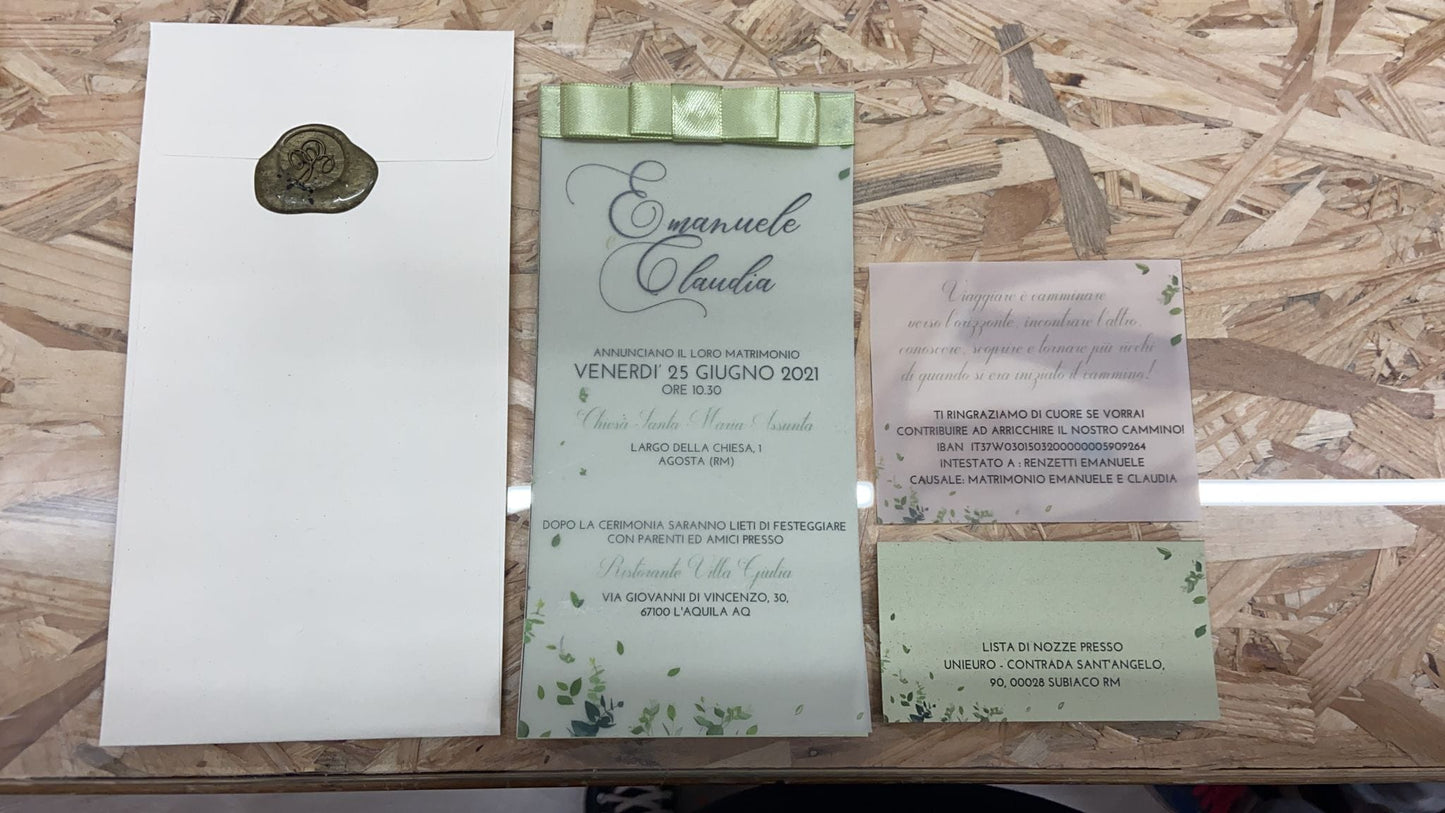 Emanuele
Claudia
ANNUNCIANO IL LORO MATRIMONIO
VENERDI' 25 GIUGNO 2021
ORE 10.30
Chiesa Santa Maria Assunta
LARGO DELLA CHIESA, 1
AGOSTA (RM)
DOPO LA CERIMONIA SARANNO LIETI DI FESTEGGIARE
CON PARENTI ED AMICI PRESSO
Ristorante Villa Giulia
VIA GIOVANNI DI VINCENZO, 30,
67100 L'AQUILA AQ
Viaggiare è camminare
verso l'orizzonte, incontrare l'altro,
conoscere, scoprire e tornare più ricchi
di quando si era iniziato il cammino!
TI RINGRAZIAMO DI CUORE SE VORRAI
CONTRIBUIRE AD ARRICCHIRE IL NOSTRO CAMMINO!
IBAN IT37W0301503200000005909264
INTESTATO A : RENZETTI EMANUELE
CAUSALE: MATRIMONIO EMANUELE E CLAUDIA
LISTA DI NOZZE PRESSO
UNIEURO - CONTRADA SANT'ANGELO,
90, 00028 SUBIACO RM